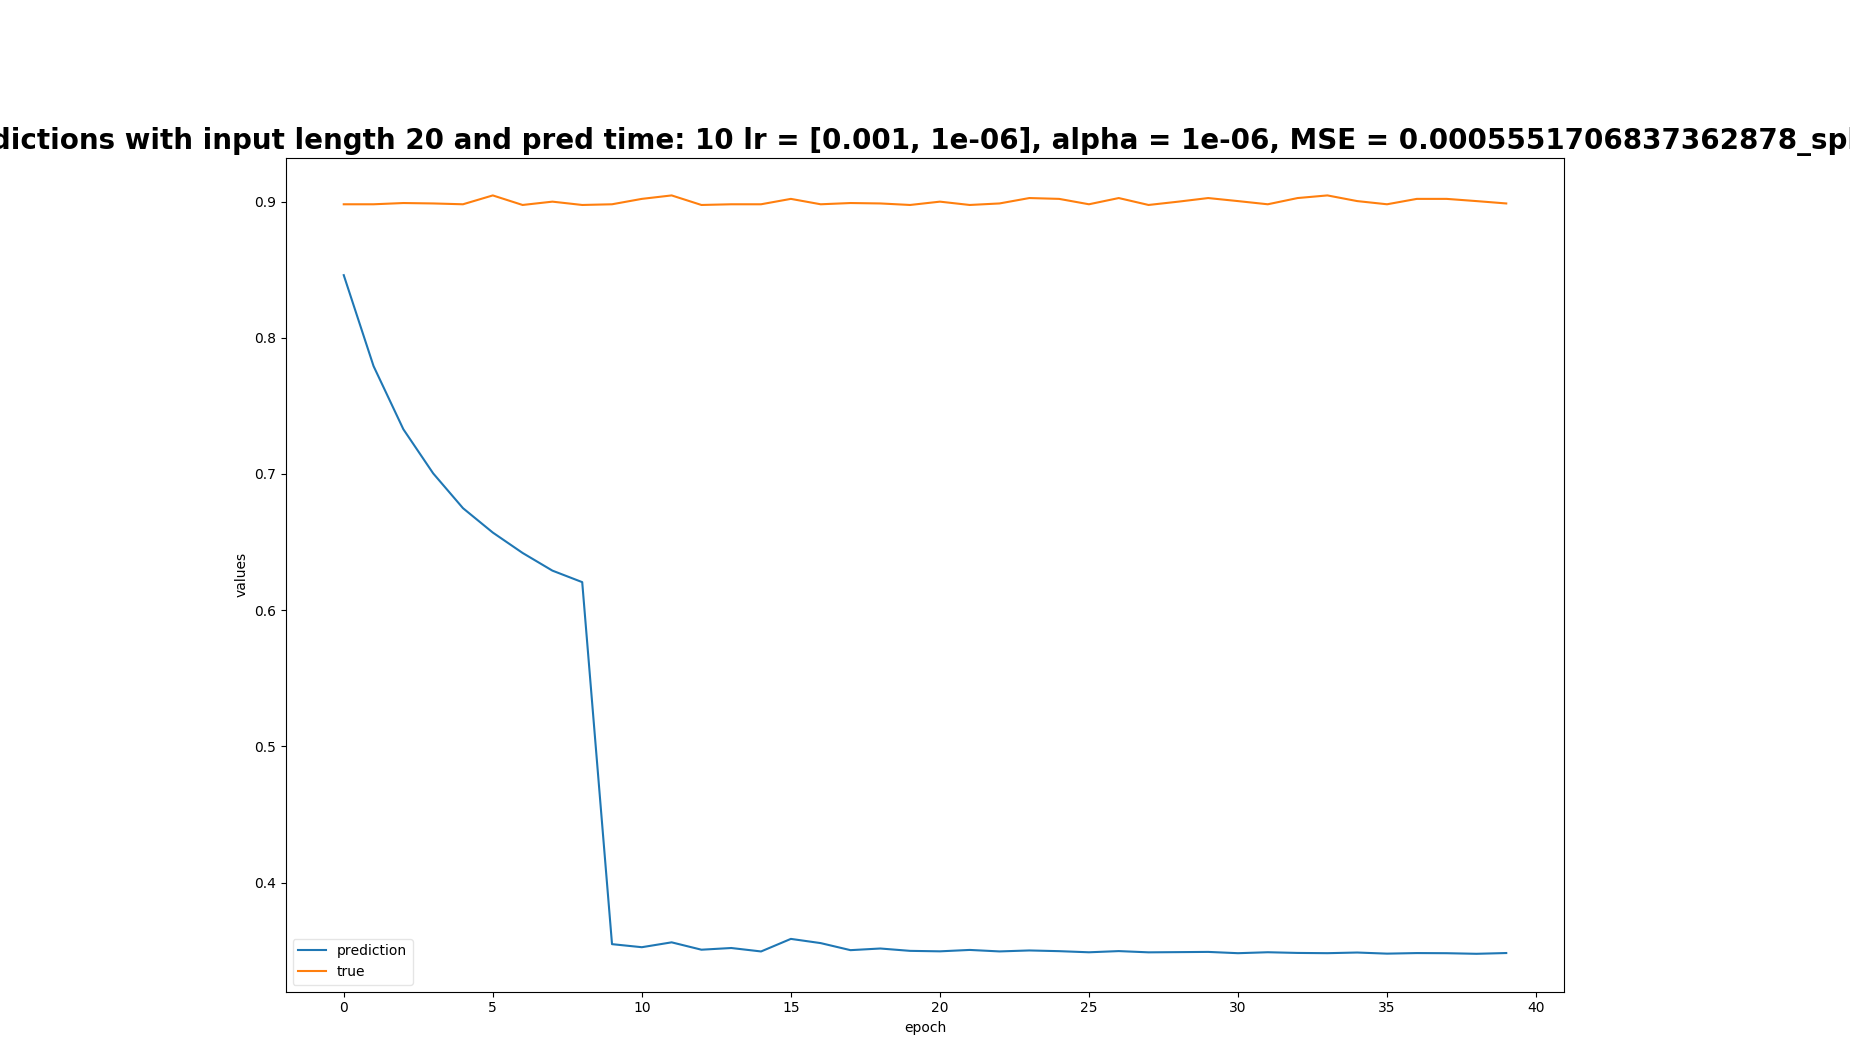 dictions with input length 20 and pred time: 10 lr = [0.001, 1e-06], alpha = 1e-06, MSE = 0.0005551706837362878_spl
0.9
0.8
0.7
0.6
0.5
0.4
values
prediction
true
0 5 10 15 20 25 30 35 40
epoch